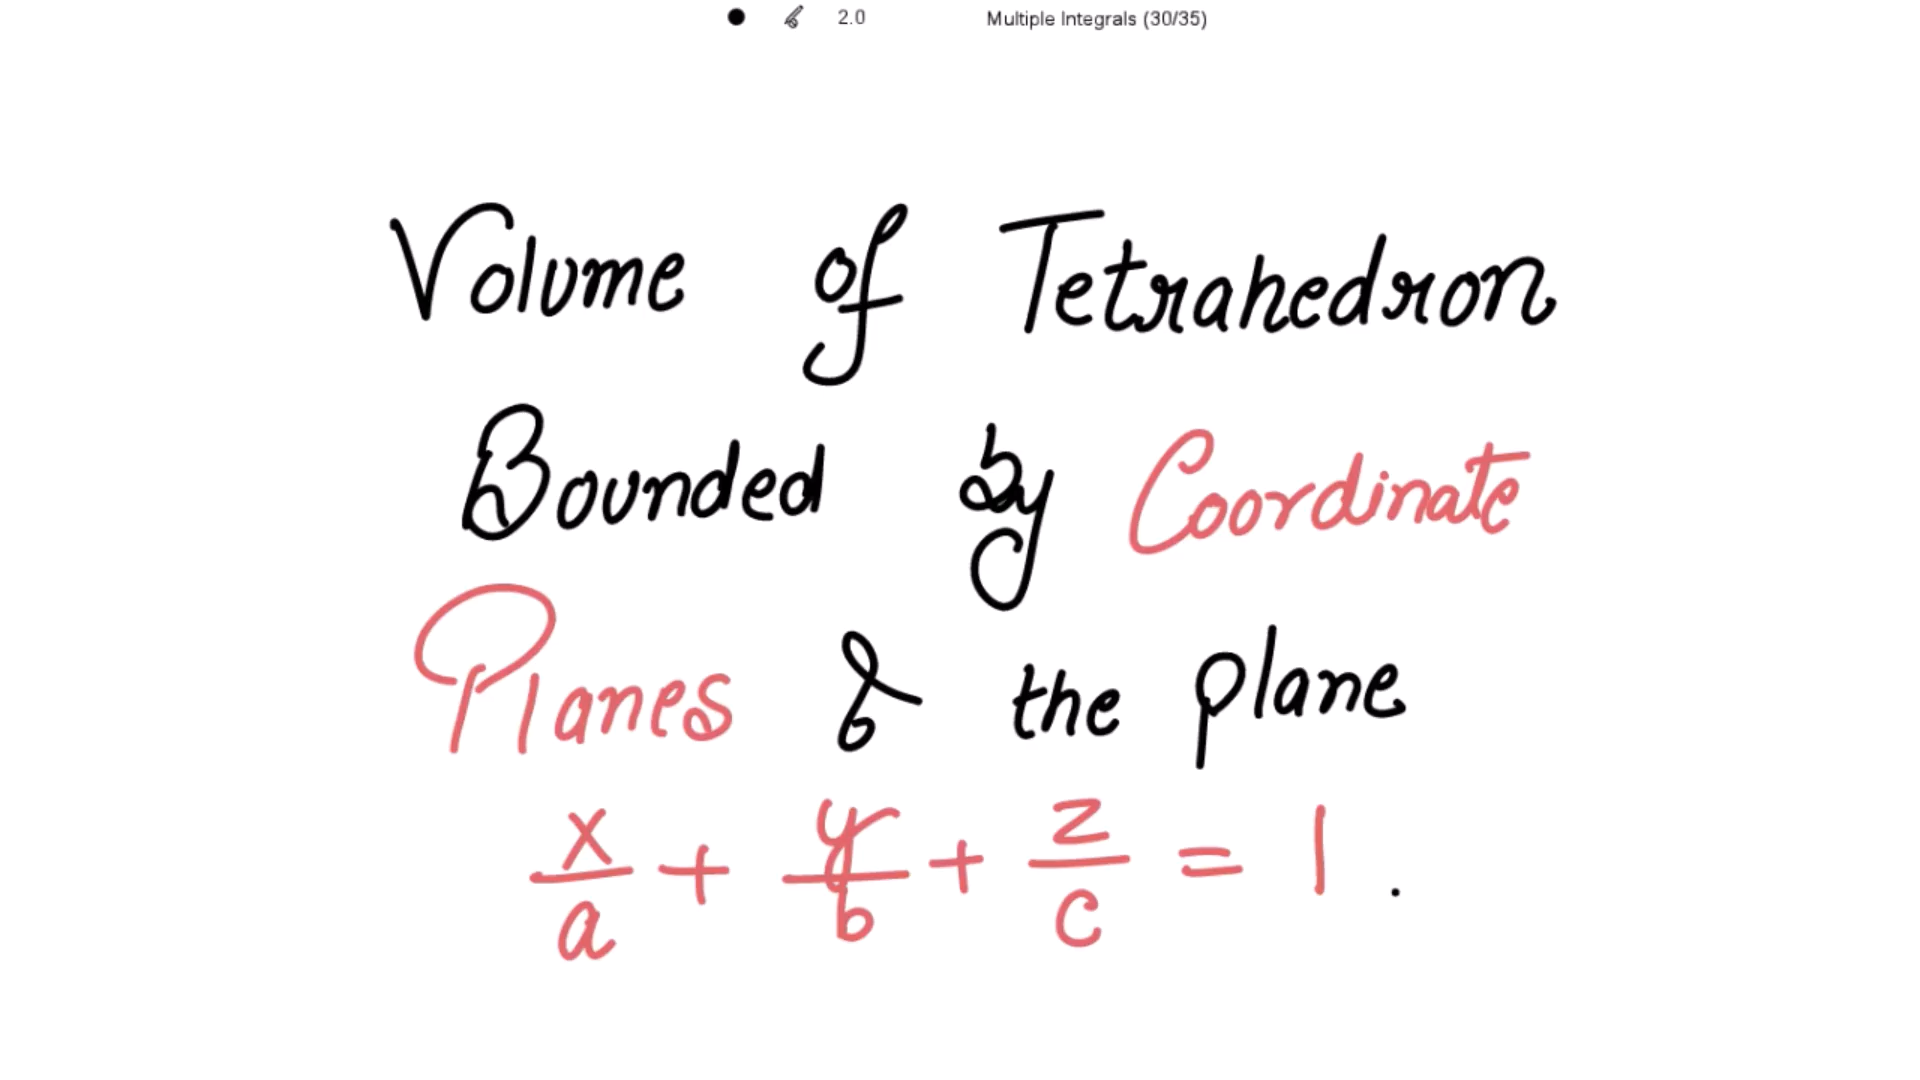 2.0 Multiple Integrals (30/35)
Volume of Tetrahedron
Bounded by Coordinate
Planes & the plane
x/a + y/b + z/c = 1.